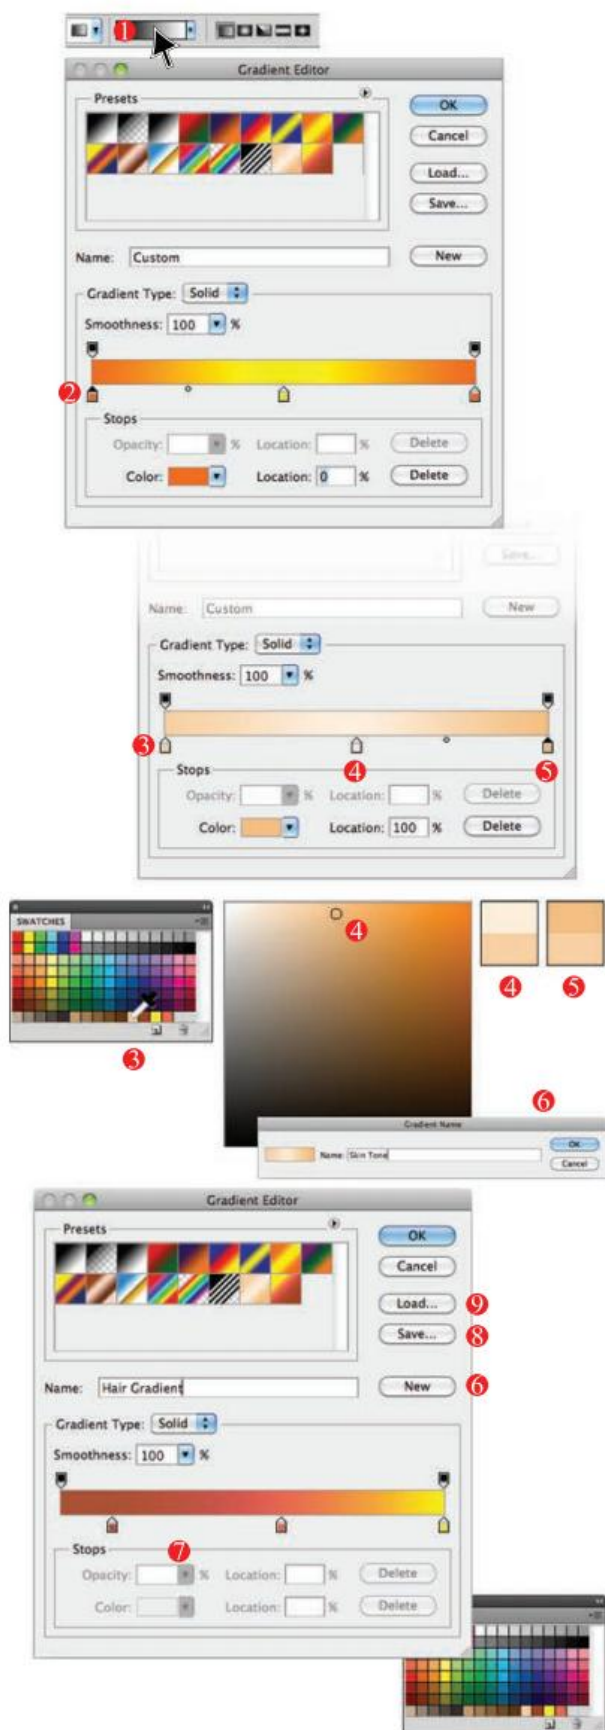 1
Gradient Editor
Presets
OK
Cancel
Load...
Save...
Name: Custom
New
Gradient Type: Solid
Smoothness: 100 %
2
Stops
Opacity: % Location: % Delete
Color: Location: 0 % Delete
Save...
Name: Custom
New
Gradient Type: Solid
Smoothness: 100 %
3
Stops 4 5
Opacity: % Location: % Delete
Color: Location: 100 % Delete
SWATCHES
4
4 5
3
6
Gradient Name
Name: Skin Tone
OK
Cancel
Gradient Editor
Presets
OK
Cancel
Load... 9
Save... 8
Name: Hair Gradient
New 6
Gradient Type: Solid
Smoothness: 100 %
Stops 7
Opacity: % Location: % Delete
Color: Location: % Delete